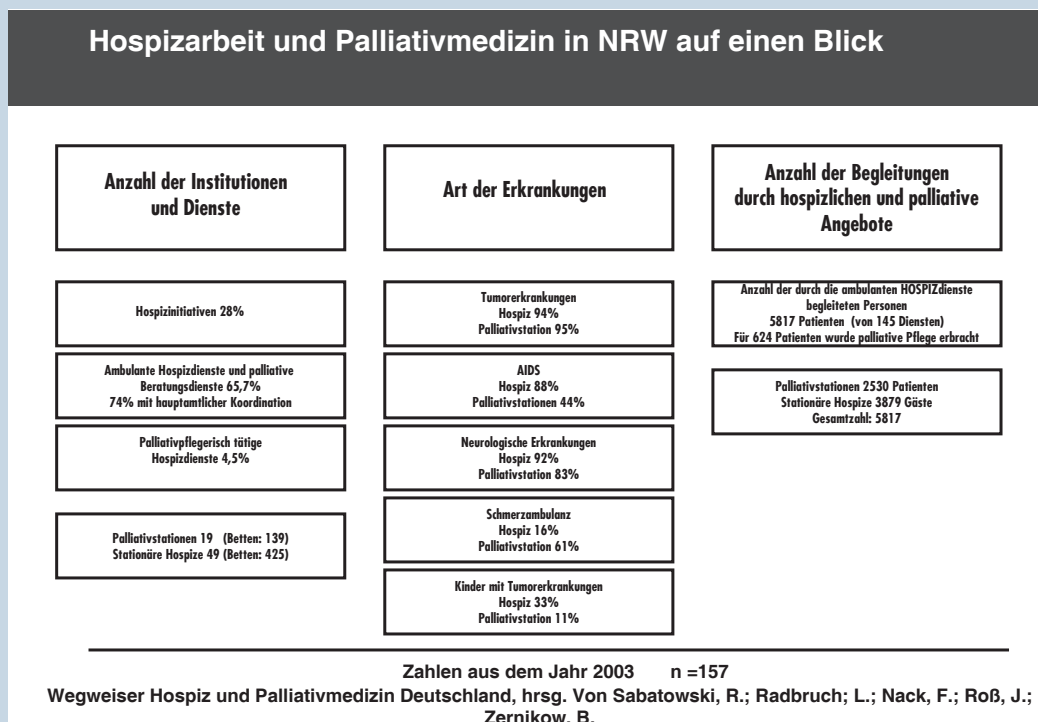 Hospizarbeit und Palliativmedizin in NRW auf einen Blick
Anzahl der Institutionen
und Dienste
Hospizinitiativen 28%
Ambulante Hospizdienste und palliative
Beratungsdienste 65,7%
74% mit hauptamtlicher Koordination
Palliativpflegerisch tätige
Hospizdienste 4,5%
Palliativstationen 19 (Betten: 139)
Stationäre Hospize 49 (Betten: 425)
Art der Erkrankungen
Tumorerkrankungen
Hospiz 94%
Palliativstation 95%
AIDS
Hospiz 88%
Palliativstationen 44%
Neurologische Erkrankungen
Hospiz 92%
Palliativstation 83%
Schmerzambulanz
Hospiz 16%
Palliativstation 61%
Kinder mit Tumorerkrankungen
Hospiz 33%
Palliativstation 11%
Anzahl der Begleitungen
durch hospizlichen und palliative
Angebote
Anzahl der durch die ambulanten HOSPIZdienste
begleiteten Personen
5817 Patienten (von 145 Diensten)
Für 624 Patienten wurde palliative Pflege erbracht
Palliativstationen 2530 Patienten
Stationäre Hospize 3879 Gäste
Gesamtzahl: 5817
Zahlen aus dem Jahr 2003 n =157
Wegweiser Hospiz und Palliativmedizin Deutschland, hrsg. Von Sabatowski, R.; Radbruch; L.; Nack, F.; Roß, J.;
Zernikow, B.